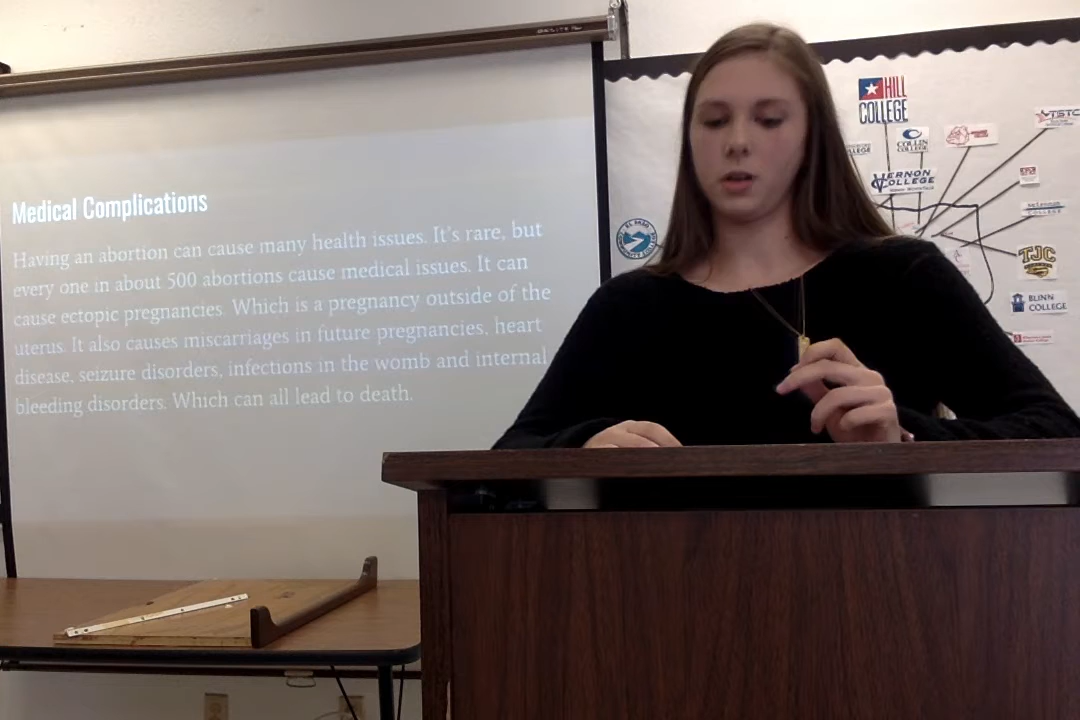 Medical Complications
Having an abortion can cause many health issues. It's rare, but
every one in about 500 abortions cause medical issues. It can
cause ectopic pregnancies. Which is a pregnancy outside of the
uterus. It also causes miscarriages in future pregnancies, heart
disease, seizure disorders, infections in the womb and internal
bleeding disorders. Which can all lead to death.
HILL
COLLEGE
COLLIN
COLLEGE
TSTC
VERNON
COLLEGE
EL PASO
TJC
BLINN
COLLEGE